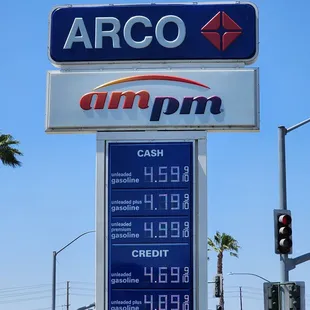 ARCO
ampm
CASH
unleaded
gasoline 4.59 9/10
unleaded plus
gasoline 4.79 9/10
unleaded
premium
gasoline 4.99 9/10
CREDIT
unleaded
gasoline 4.69 9/10
unleaded plus
gasoline 4.89 9/10